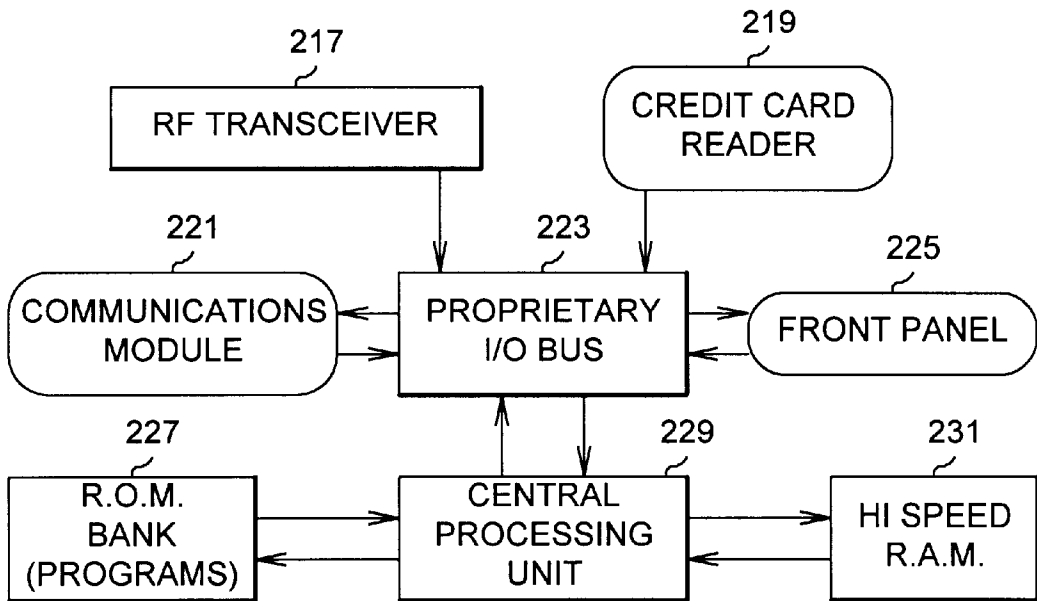 217
RF TRANSCEIVER
219
CREDIT CARD
READER
221
COMMUNICATIONS
MODULE
223
PROPRIETARY
I/O BUS
225
FRONT PANEL
227
R.O.M.
BANK
(PROGRAMS)
229
CENTRAL
PROCESSING
UNIT
231
HI SPEED
R.A.M.